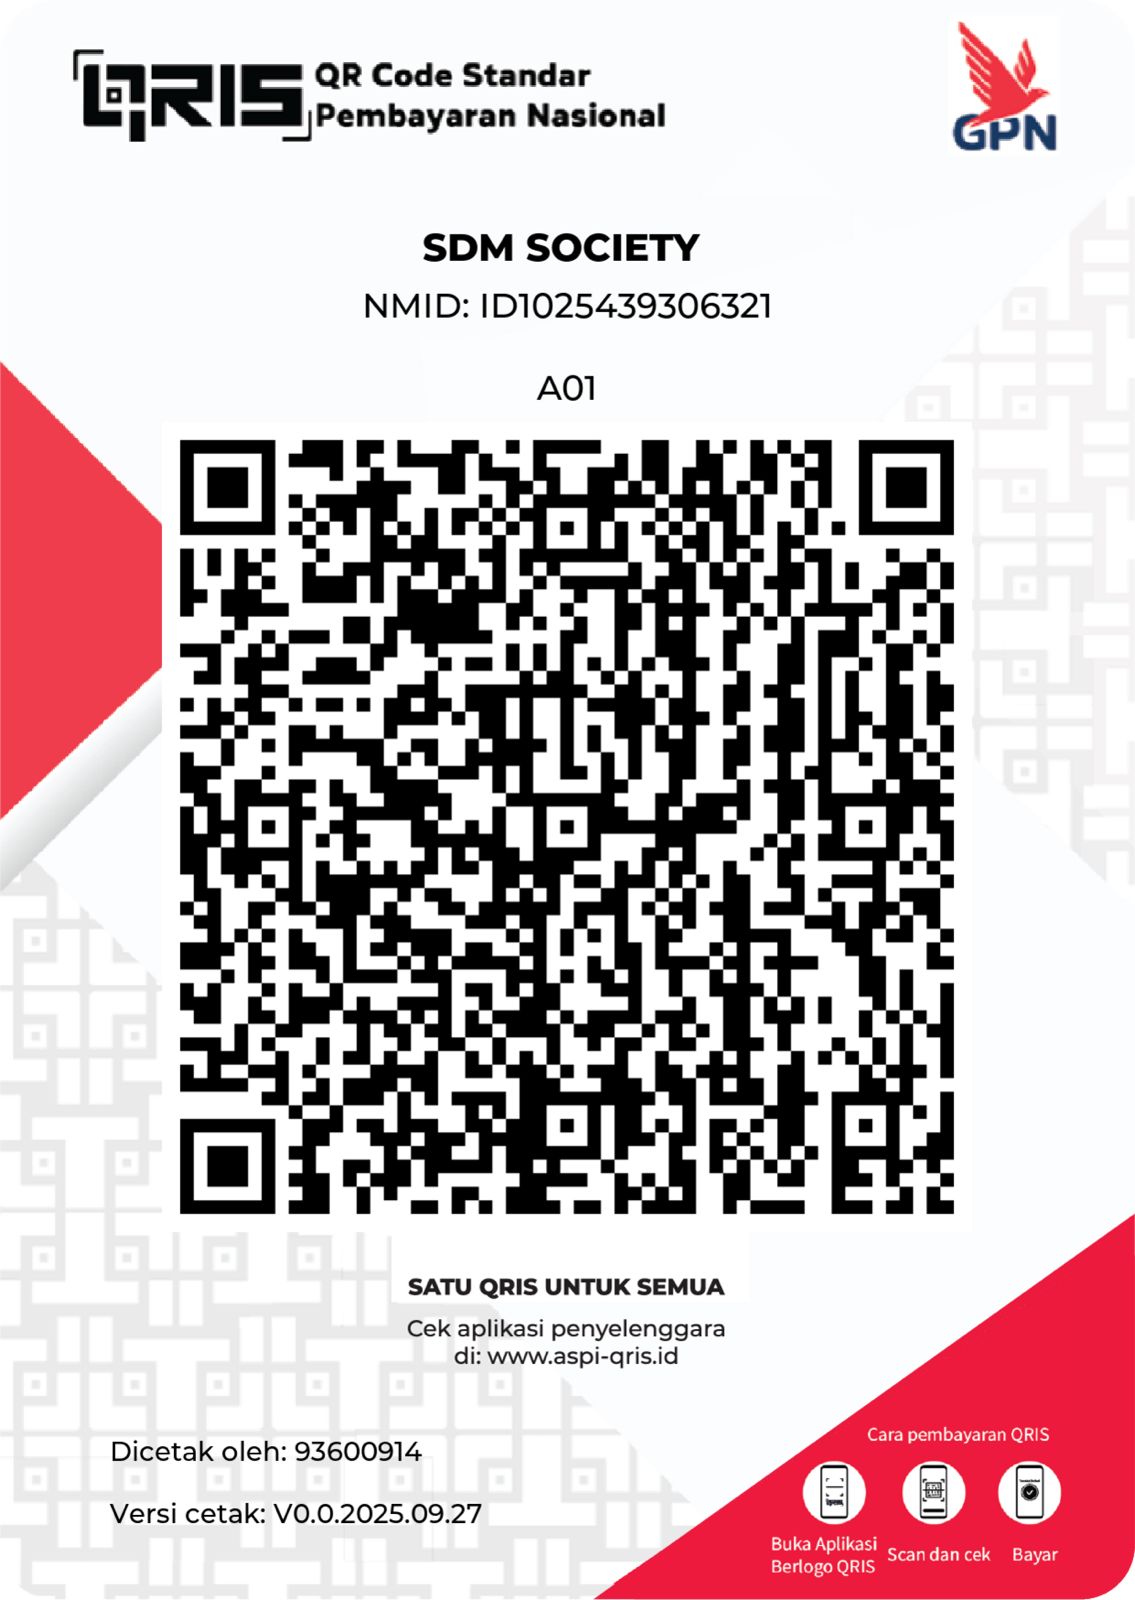 QRIS
QR Code Standar
Pembayaran Nasional
GPN
SDM SOCIETY
NMID: ID1025439306321
A01
SATU QRIS UNTUK SEMUA
Cek aplikasi penyelenggara
di: www.aspi-qris.id
Dicetak oleh: 93600914
Versi cetak: V0.0.2025.09.27
Cara pembayaran QRIS
Buka Aplikasi
Berlogo QRIS
Scan dan cek
Bayar